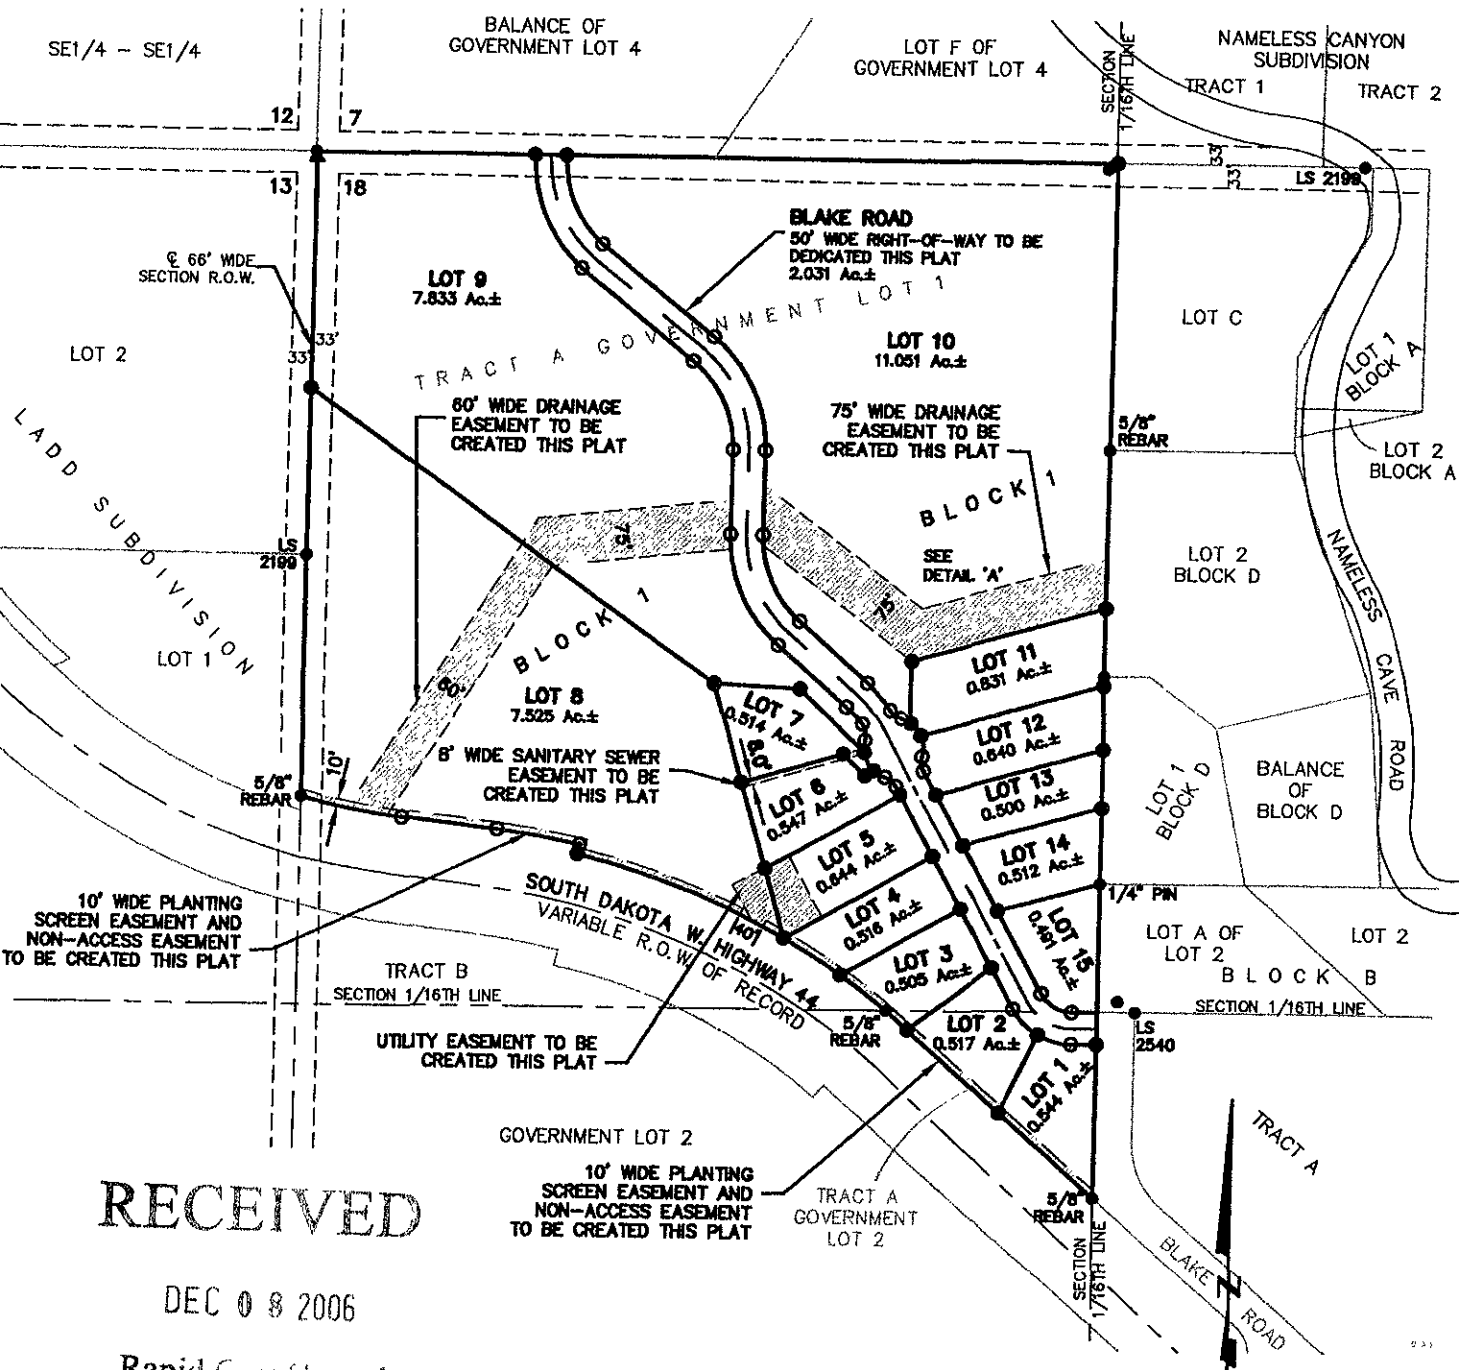 SE1/4 - SE1/4
BALANCE OF
GOVERNMENT LOT 4
LOT F OF
GOVERNMENT LOT 4
SECTION
1/16TH LINE
NAMELESS CANYON
SUBDIVISION
TRACT 1
TRACT 2
12
7
13
18
33'
33'
LS 2199
℄ 66' WIDE
SECTION R.O.W.
33'
33'
LOT 9
7.833 Ac.±
BLAKE ROAD
50' WIDE RIGHT-OF-WAY TO BE
DEDICATED THIS PLAT
2.031 Ac.±
TRACT A GOVERNMENT LOT 1
LOT 10
11.051 Ac.±
LOT C
LOT 1
BLOCK A
LOT 2
BLOCK A
LOT 2
LADD SUBDIVISION
60' WIDE DRAINAGE
EASEMENT TO BE
CREATED THIS PLAT
75' WIDE DRAINAGE
EASEMENT TO BE
CREATED THIS PLAT
5/8"
REBAR
BLOCK 1
SEE
DETAIL 'A'
75'
75'
LS
2199
LOT 2
BLOCK D
NAMELESS CAVE ROAD
LOT 1
BLOCK 1
60'
LOT 8
7.525 Ac.±
LOT 11
0.631 Ac.±
LOT 7
0.514 Ac.±
LOT 12
0.640 Ac.±
8' WIDE SANITARY SEWER
EASEMENT TO BE
CREATED THIS PLAT
8.0'
LOT 6
0.547 Ac.±
LOT 13
0.500 Ac.±
LOT 1
BLOCK D
BALANCE
OF
BLOCK D
5/8"
REBAR
10'
LOT 5
0.644 Ac.±
LOT 14
0.512 Ac.±
1/4" PIN
10' WIDE PLANTING
SCREEN EASEMENT AND
NON-ACCESS EASEMENT
TO BE CREATED THIS PLAT
SOUTH DAKOTA W. HIGHWAY 44
VARIABLE R.O.W. OF RECORD
40'
LOT 4
0.516 Ac.±
LOT 15
0.491 Ac.±
LOT A OF
LOT 2
LOT 2
BLOCK B
LOT 3
0.505 Ac.±
TRACT B
SECTION 1/16TH LINE
SECTION 1/16TH LINE
5/8"
REBAR
LOT 2
0.517 Ac.±
LS
2540
UTILITY EASEMENT TO BE
CREATED THIS PLAT
LOT 1
0.544 Ac.±
GOVERNMENT LOT 2
TRACT A
10' WIDE PLANTING
SCREEN EASEMENT AND
NON-ACCESS EASEMENT
TO BE CREATED THIS PLAT
TRACT A
GOVERNMENT
LOT 2
5/8"
REBAR
SECTION
1/16TH LINE
BLAKE ROAD
N
RECEIVED
DEC 08 2006
Rapid